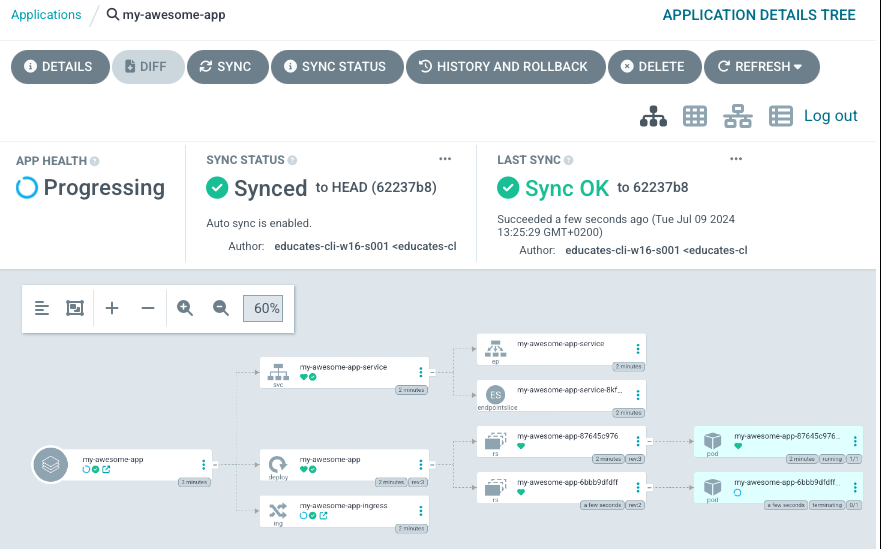 Applications / my-awesome-app
APPLICATION DETAILS TREE
DETAILS DIFF SYNC SYNC STATUS HISTORY AND ROLLBACK DELETE REFRESH
Log out
APP HEALTH
Progressing
SYNC STATUS
Synced to HEAD (62237b8)
Auto sync is enabled.
Author: educates-cli-w16-s001 <educates-cl
LAST SYNC
Sync OK to 62237b8
Succeeded a few seconds ago (Tue Jul 09 2024
13:25:29 GMT+0200)
Author: educates-cli-w16-s001 <educates-cl
60%
my-awesome-app
2 minutes
my-awesome-app-service
svc
2 minutes
my-awesome-app
deploy
2 minutes rev:3
my-awesome-app-ingress
ing
2 minutes
my-awesome-app-service
ep
2 minutes
ES
my-awesome-app-service-8kf...
endpointslice
2 minutes
my-awesome-app-87645c976
rs
2 minutes rev:3
my-awesome-app-6bbb9dfdff
rs
a few seconds rev:2
my-awesome-app-87645c976...
pod
2 minutes running 1/1
my-awesome-app-6bbb9dfdff...
pod
a few seconds terminating 0/1